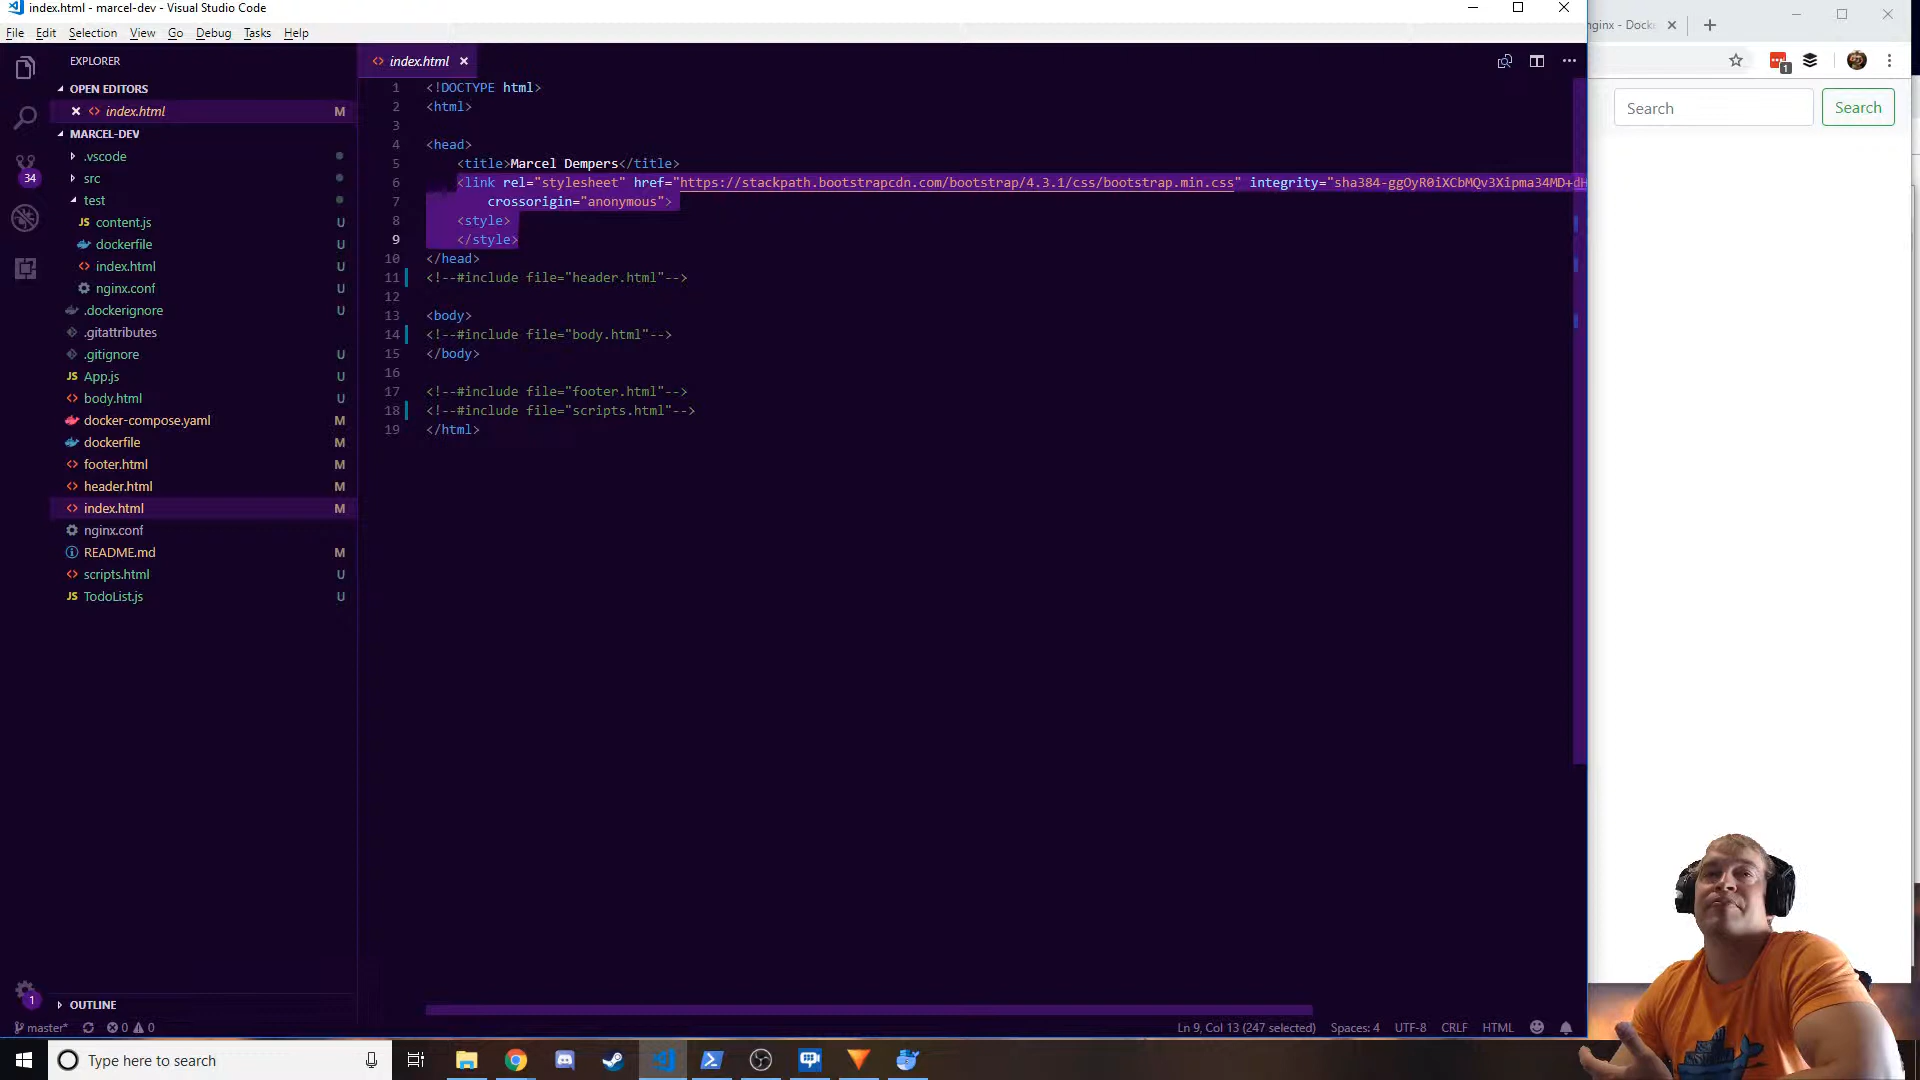 index.html - marcel-dev - Visual Studio Code
File Edit Selection View Go Debug Tasks Help
EXPLORER
OPEN EDITORS
index.html M
MARCEL-DEV
.vscode
src
test
content.js U
dockerfile U
index.html U
nginx.conf U
.dockerignore U
.gitattributes
.gitignore U
App.js U
body.html U
docker-compose.yaml M
dockerfile M
footer.html M
header.html M
index.html M
nginx.conf
README.md M
scripts.html U
TodoList.js U
OUTLINE
34
1
index.html
1 <!DOCTYPE html>
2 <html>
3
4 <head>
5 <title>Marcel Dempers</title>
6 <link rel="stylesheet" href="https://stackpath.bootstrapcdn.com/bootstrap/4.3.1/css/bootstrap.min.css" integrity="sha384-ggOyR0iXCbMQv3Xipma34MD+dH
7 crossorigin="anonymous">
8 <style>
9 </style>
10 </head>
11 <!--#include file="header.html"-->
12
13 <body>
14 <!--#include file="body.html"-->
15 </body>
16
17 <!--#include file="footer.html"-->
18 <!--#include file="scripts.html"-->
19 </html>
master* 0 0
Ln 9, Col 13 (247 selected) Spaces: 4 UTF-8 CRLF HTML
nginx - Docke
1
Search Search
Type here to search